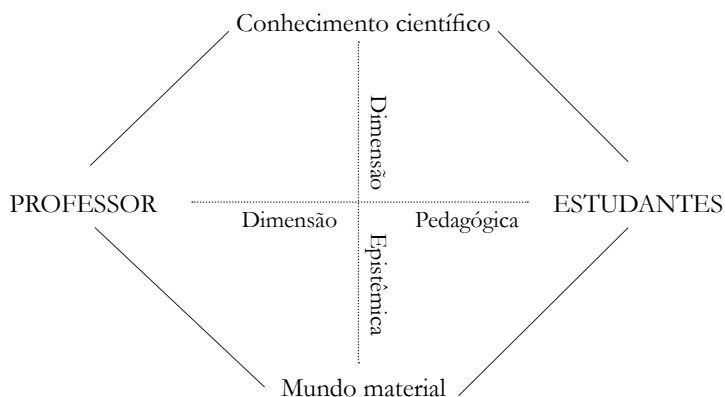 Conhecimento científico
Dimensão
PROFESSOR
ESTUDANTES
Dimensão
Pedagógica
Epistêmica
Mundo material